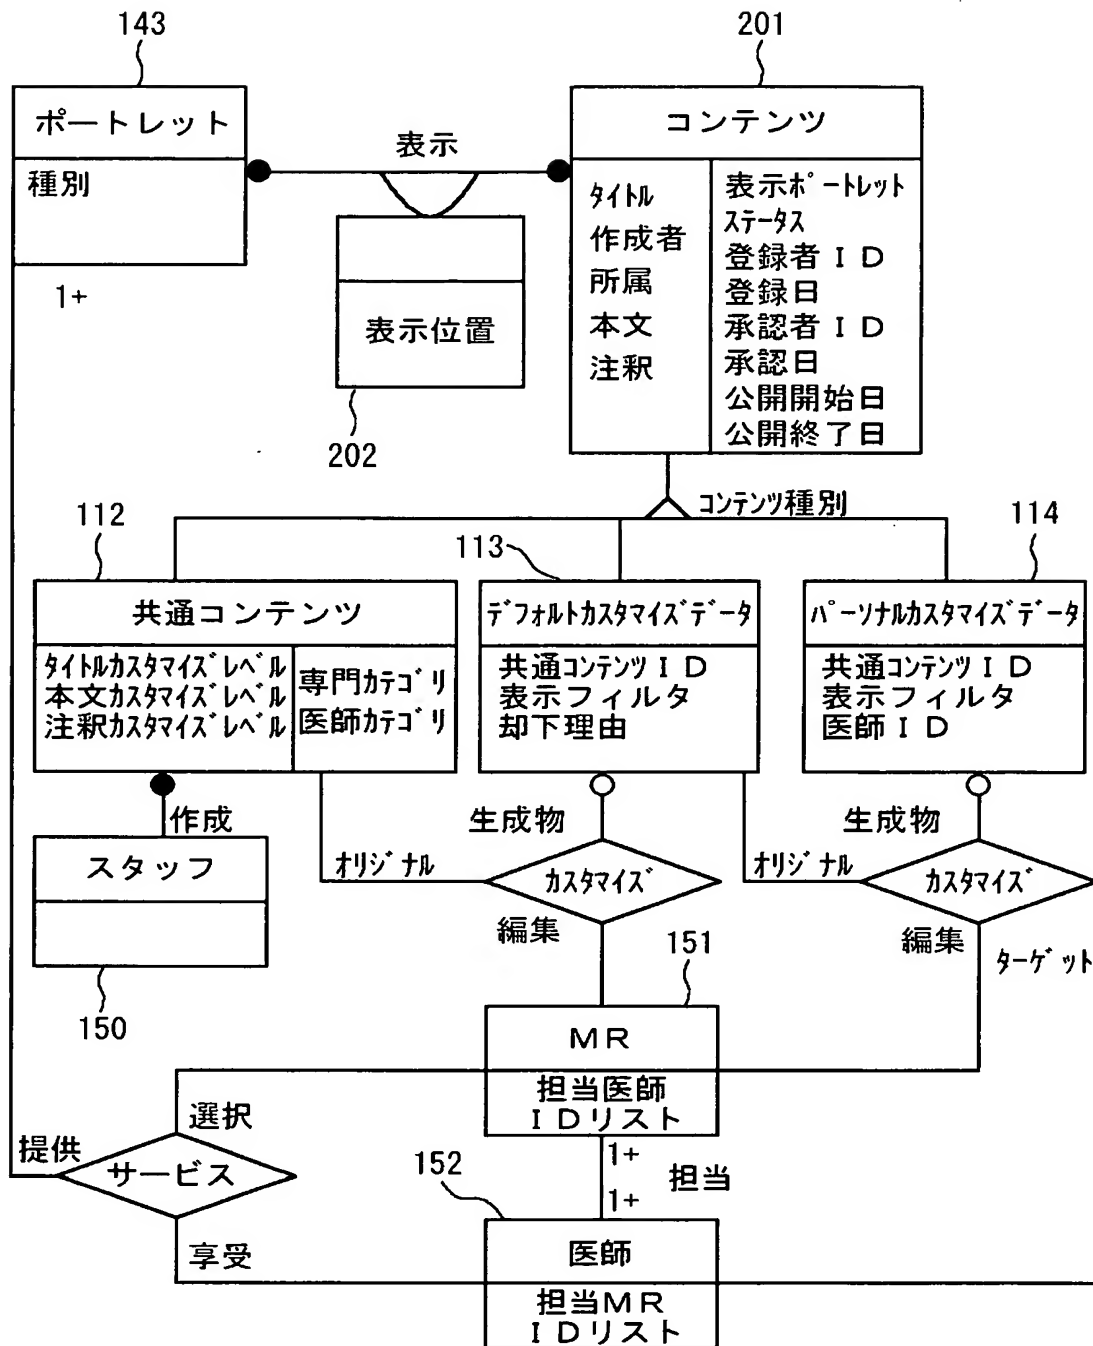 143
201
ポートレット
種別
1+
表示
表示位置
202
コンテンツ
タイトル
作成者
所属
本文
注釈
表示ポートレット
ステータス
登録者ID
登録日
承認者ID
承認日
公開開始日
公開終了日
コンテンツ種別
112
113
114
共通コンテンツ
タイトルカスタマイズレベル
本文カスタマイズレベル
注釈カスタマイズレベル
専門カテゴリ
医師カテゴリ
デフォルトカスタマイズデータ
共通コンテンツID
表示フィルタ
却下理由
パーソナルカスタマイズデータ
共通コンテンツID
表示フィルタ
医師ID
作成
スタッフ
150
生成物
オリジナル
カスタマイズ
編集
生成物
オリジナル
カスタマイズ
編集
ターゲット
151
MR
担当医師
IDリスト
選択
提供
サービス
享受
1+
担当
1+
152
医師
担当MR
IDリスト